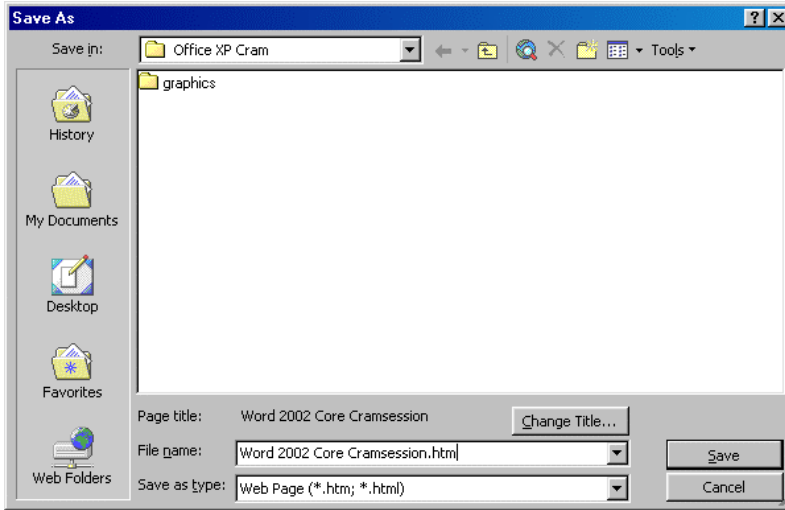 Save As
Save in: Office XP Cram Tools
graphics
History
My Documents
Desktop
Favorites
Web Folders
Page title: Word 2002 Core Cramsession Change Title...
File name: Word 2002 Core Cramsession.htm Save
Save as type: Web Page (*.htm; *.html) Cancel